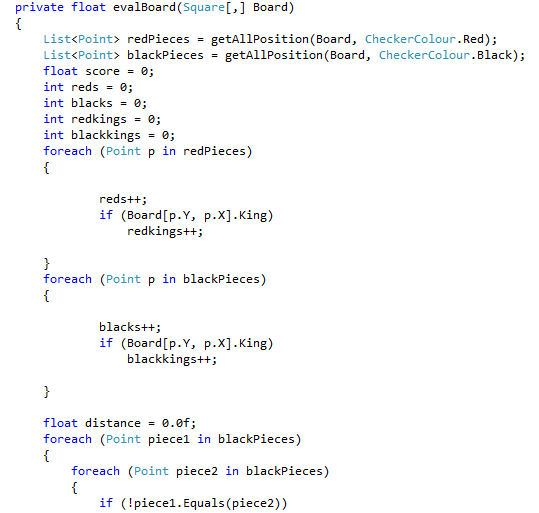 private float evalBoard(Square[,] Board)
{
List<Point> redPieces = getAllPosition(Board, CheckerColour.Red);
List<Point> blackPieces = getAllPosition(Board, CheckerColour.Black);
float score = 0;
int reds = 0;
int blacks = 0;
int redkings = 0;
int blackkings = 0;
foreach (Point p in redPieces)
{
reds++;
if (Board[p.Y, p.X].King)
redkings++;
}
foreach (Point p in blackPieces)
{
blacks++;
if (Board[p.Y, p.X].King)
blackkings++;
}
float distance = 0.0f;
foreach (Point piece1 in blackPieces)
{
foreach (Point piece2 in blackPieces)
{
if (!piece1.Equals(piece2))